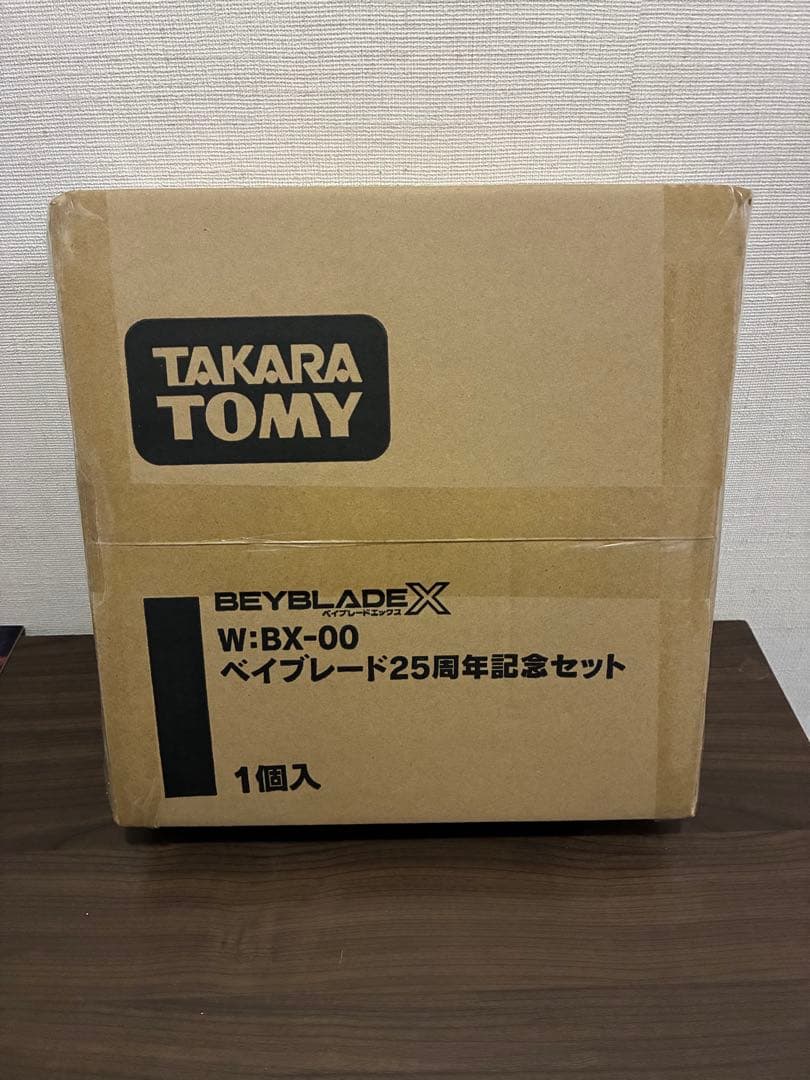 TAKARA
TOMY
BEYBLADE X
ベイブレードエックス
W:BX-00
ベイブレード25周年記念セット
1個入